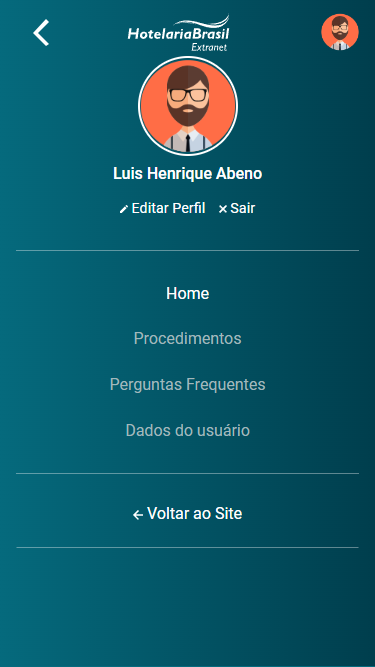 HotelariaBrasil
Extranet
Luis Henrique Abeno
Editar Perfil Sair
Home
Procedimentos
Perguntas Frequentes
Dados do usuário
Voltar ao Site